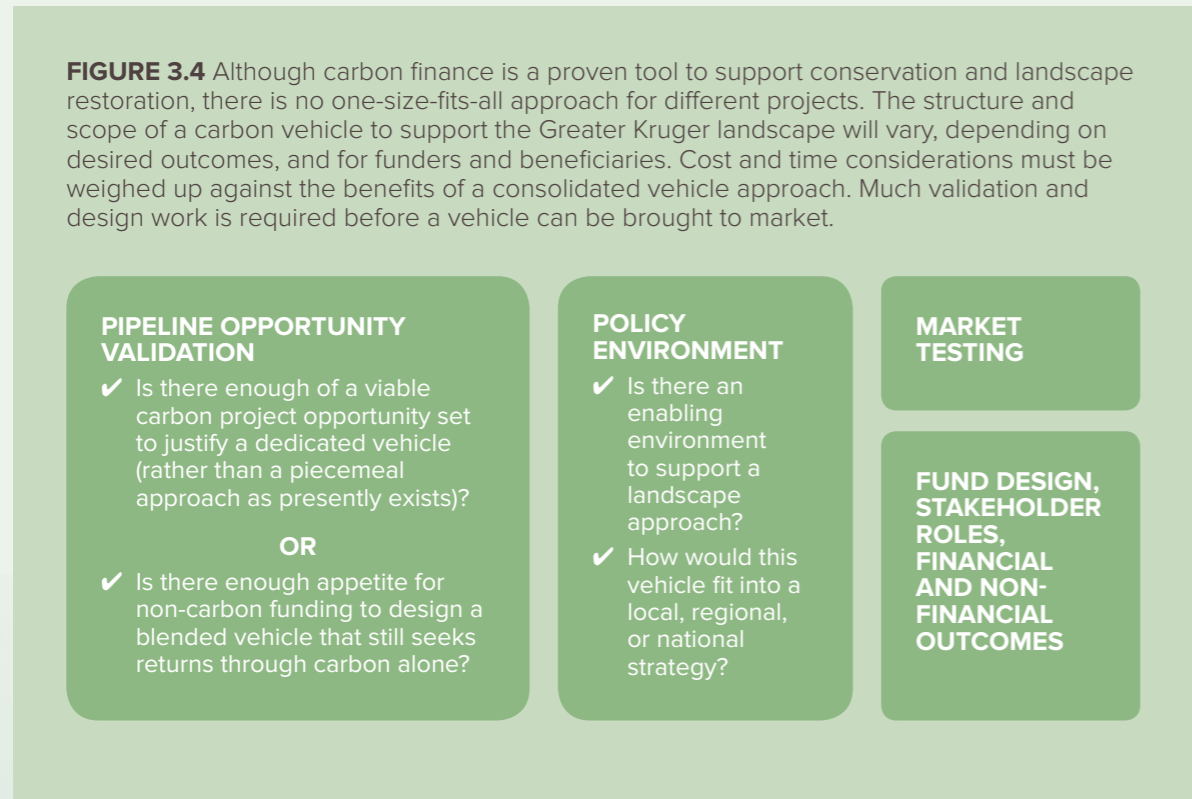 FIGURE 3.4 Although carbon finance is a proven tool to support conservation and landscape
restoration, there is no one-size-fits-all approach for different projects. The structure and
scope of a carbon vehicle to support the Greater Kruger landscape will vary, depending on
desired outcomes, and for funders and beneficiaries. Cost and time considerations must be
weighed up against the benefits of a consolidated vehicle approach. Much validation and
design work is required before a vehicle can be brought to market.
PIPELINE OPPORTUNITY
VALIDATION
✔ Is there enough of a viable
carbon project opportunity set
to justify a dedicated vehicle
(rather than a piecemeal
approach as presently exists)?
OR
✔ Is there enough appetite for
non-carbon funding to design a
blended vehicle that still seeks
returns through carbon alone?
POLICY
ENVIRONMENT
✔ Is there an
enabling
environment
to support a
landscape
approach?
✔ How would this
vehicle fit into a
local, regional,
or national
strategy?
MARKET
TESTING
FUND DESIGN,
STAKEHOLDER
ROLES,
FINANCIAL
AND NON-
FINANCIAL
OUTCOMES